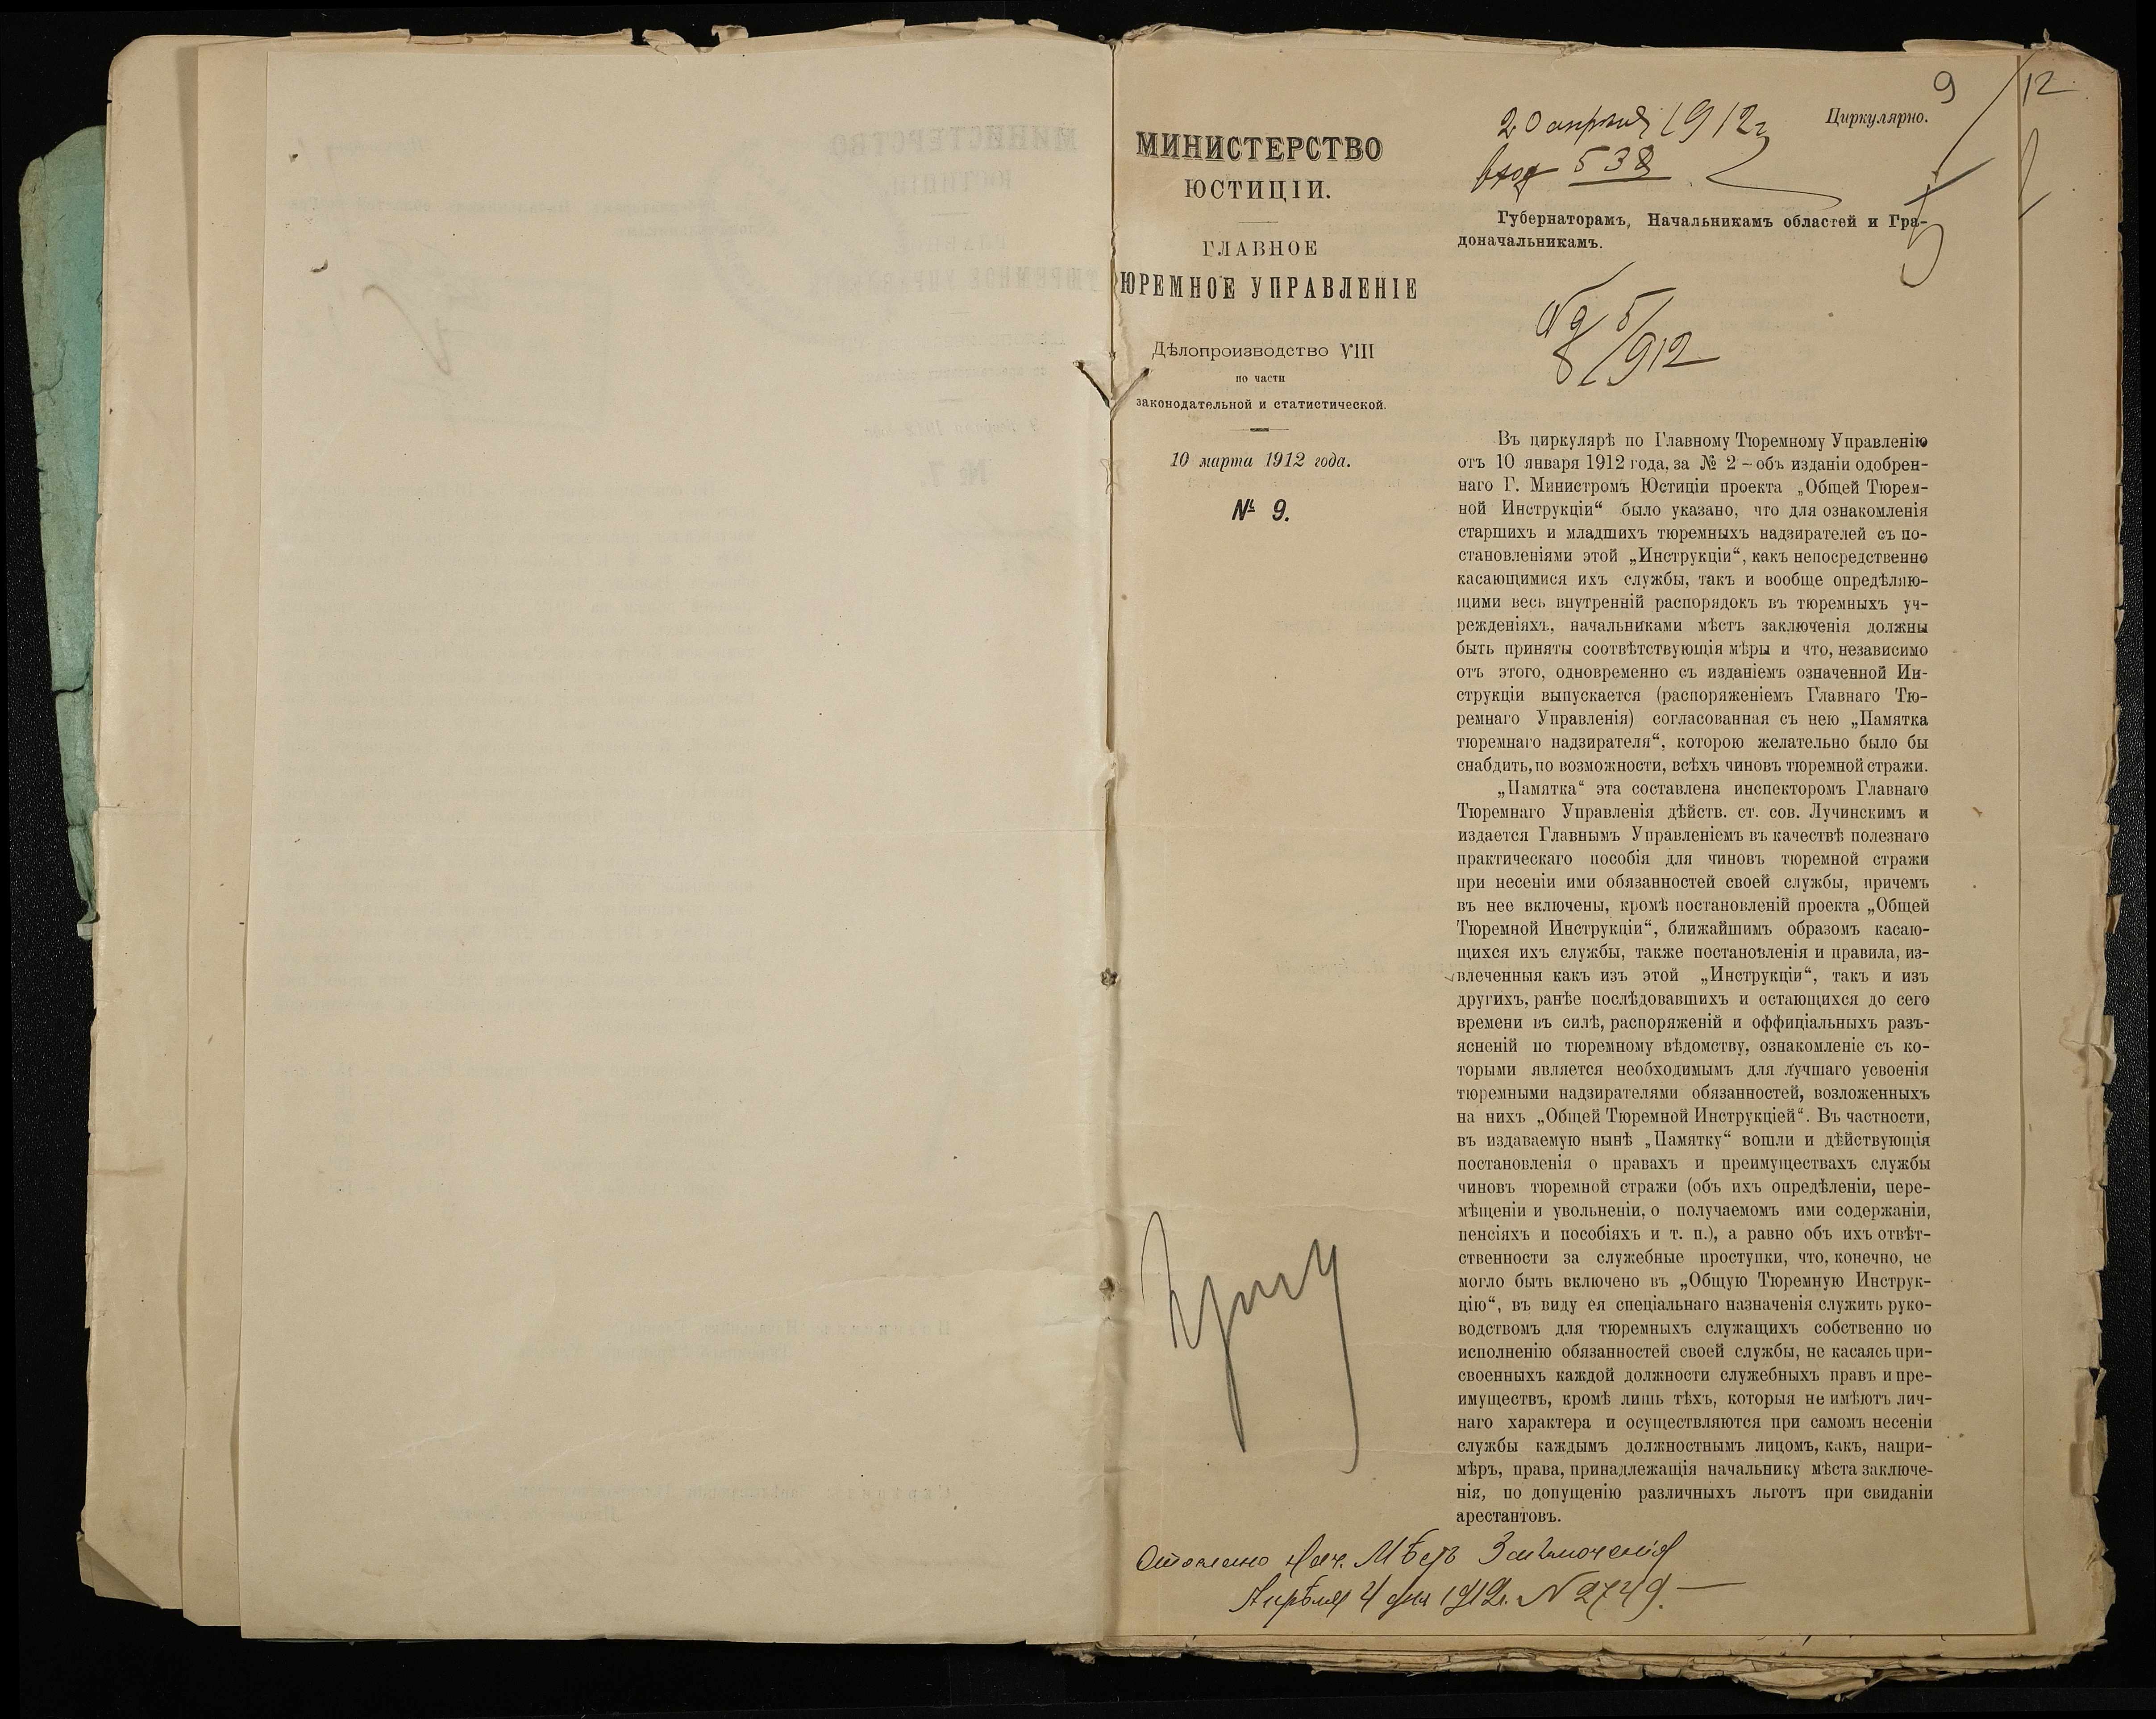 9
12
Циркулярно.
20 апреля 1912 г
вход 538
МИНИСТЕРСТВО
ЮСТИЦІИ.
ГЛАВНОЕ
ЮРЕМНОЕ УПРАВЛЕНІЕ
Дѣлопроизводство VIII
по части
законодательной и статистической.
10 марта 1912 года.
№ 9.
Губернаторамъ, Начальникамъ областей и Гра-
доначальникамъ.
Въ циркулярѣ по Главному Тюремному Управленію
отъ 10 января 1912 года, за № 2 – объ изданіи одобрен-
наго Г. Министромъ Юстиціи проекта „Общей Тюрем-
ной Инструкціи“ было указано, что для ознакомленія
старшихъ и младшихъ тюремныхъ надзирателей съ по-
становленіями этой „Инструкціи“, какъ непосредственно
касающимися ихъ службы, такъ и вообще опредѣляю-
щими весь внутренній распорядокъ въ тюремныхъ уч-
режденіяхъ, начальниками мѣстъ заключенія должны
быть приняты соотвѣтствующія мѣры и что, независимо
отъ этого, одновременно съ изданіемъ означенной Ин-
струкціи выпускается (распоряженіемъ Главнаго Тю-
ремнаго Управленія) согласованная съ нею „Памятка
тюремнаго надзирателя“, которою желательно было бы
снабдить, по возможности, всѣхъ чиновъ тюремной стражи.
„Памятка“ эта составлена инспекторомъ Главнаго
Тюремнаго Управленія дѣйств. ст. сов. Лучинскимъ и
издается Главнымъ Управленіемъ въ качествѣ полезнаго
практическаго пособія для чиновъ тюремной стражи
при несеніи ими обязанностей своей службы, причемъ
въ нее включены, кромѣ постановленій проекта „Общей
Тюремной Инструкціи“, ближайшимъ образомъ касаю-
щихся ихъ службы, также постановленія и правила, из-
влеченныя какъ изъ этой „Инструкціи“, такъ и изъ
другихъ, ранѣе послѣдовавшихъ и остающихся до сего
времени въ силѣ, распоряженій и оффиціальныхъ разъ-
ясненій по тюремному вѣдомству, ознакомленіе съ ко-
торыми является необходимымъ для лучшаго усвоенія
тюремными надзирателями обязанностей, возложенныхъ
на нихъ „Общей Тюремной Инструкціей“. Въ частности,
въ издаваемую нынѣ „Памятку“ вошли и дѣйствующія
постановленія о правахъ и преимуществахъ службы
чиновъ тюремной стражи (объ ихъ опредѣленіи, пере-
мѣщеніи и увольненіи, о получаемомъ ими содержаніи,
пенсіяхъ и пособіяхъ и т. п.), а равно объ ихъ отвѣт-
ственности за служебные проступки, что, конечно, не
могло быть включено въ „Общую Тюремную Инструк-
цію“, въ виду ея спеціальнаго назначенія служить руко-
водствомъ для тюремныхъ служащихъ собственно по
исполненію обязанностей своей службы, не касаясь при-
своенныхъ каждой должности служебныхъ правъ и пре-
имуществъ, кромѣ лишь тѣхъ, которыя не имѣютъ лич-
наго характера и осуществляются при самомъ несеніи
службы каждымъ должностнымъ лицомъ, какъ, напри-
мѣръ, права, принадлежащія начальнику мѣста заключе-
нія, по допущенію различныхъ льготъ при свиданіи
арестантовъ.
нач. Мѣстъ Заключенія
Апрѣля 4 дня 1912 г. № 2749.